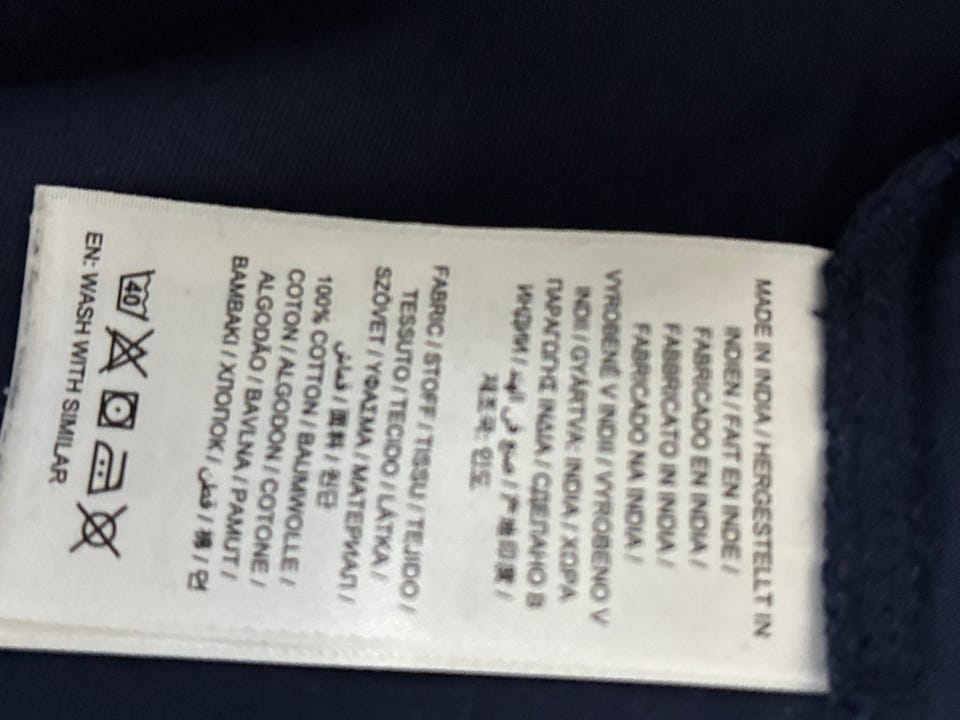 MADE IN INDIA / HERGESTELLT IN
INDIEN / FAIT EN INDE /
FABRICADO EN INDIA /
FABBRICATO IN INDIA /
FABRICADO NA INDIA /
VYROBENÉ V INDII / VYROBENO V
INDII / GYÁRTVA: INDIA / ΧΩΡΑ
ΠΑΡΑΓΩΓΗΣ ΙΝΔΙΑ / СДЕЛАНО В
ИНДИИ / صنع في الهند / 产地印度 /
제조국: 인도
FABRIC / STOFF / TISSU / TEJIDO /
TESSUTO / TECIDO / LÁTKA /
SZÖVET / ΥΦΑΣΜΑ / МАТЕРИАЛ /
قماش / 面料 / 원단
100% COTTON / BAUMWOLLE /
COTON / ALGODON / COTONE /
ALGODÃO / BAVLNA / PAMUT /
BAMBAKI / ХЛОПОК / قطن / 棉 / 면
40
EN: WASH WITH SIMILAR